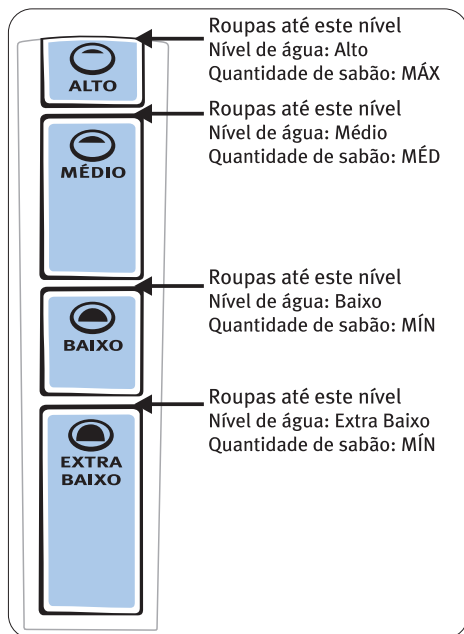 Roupas até este nível
Nível de água: Alto
Quantidade de sabão: MÁX
ALTO
Roupas até este nível
Nível de água: Médio
Quantidade de sabão: MÉD
MÉDIO
Roupas até este nível
Nível de água: Baixo
Quantidade de sabão: MÍN
BAIXO
Roupas até este nível
Nível de água: Extra Baixo
Quantidade de sabão: MÍN
EXTRA
BAIXO